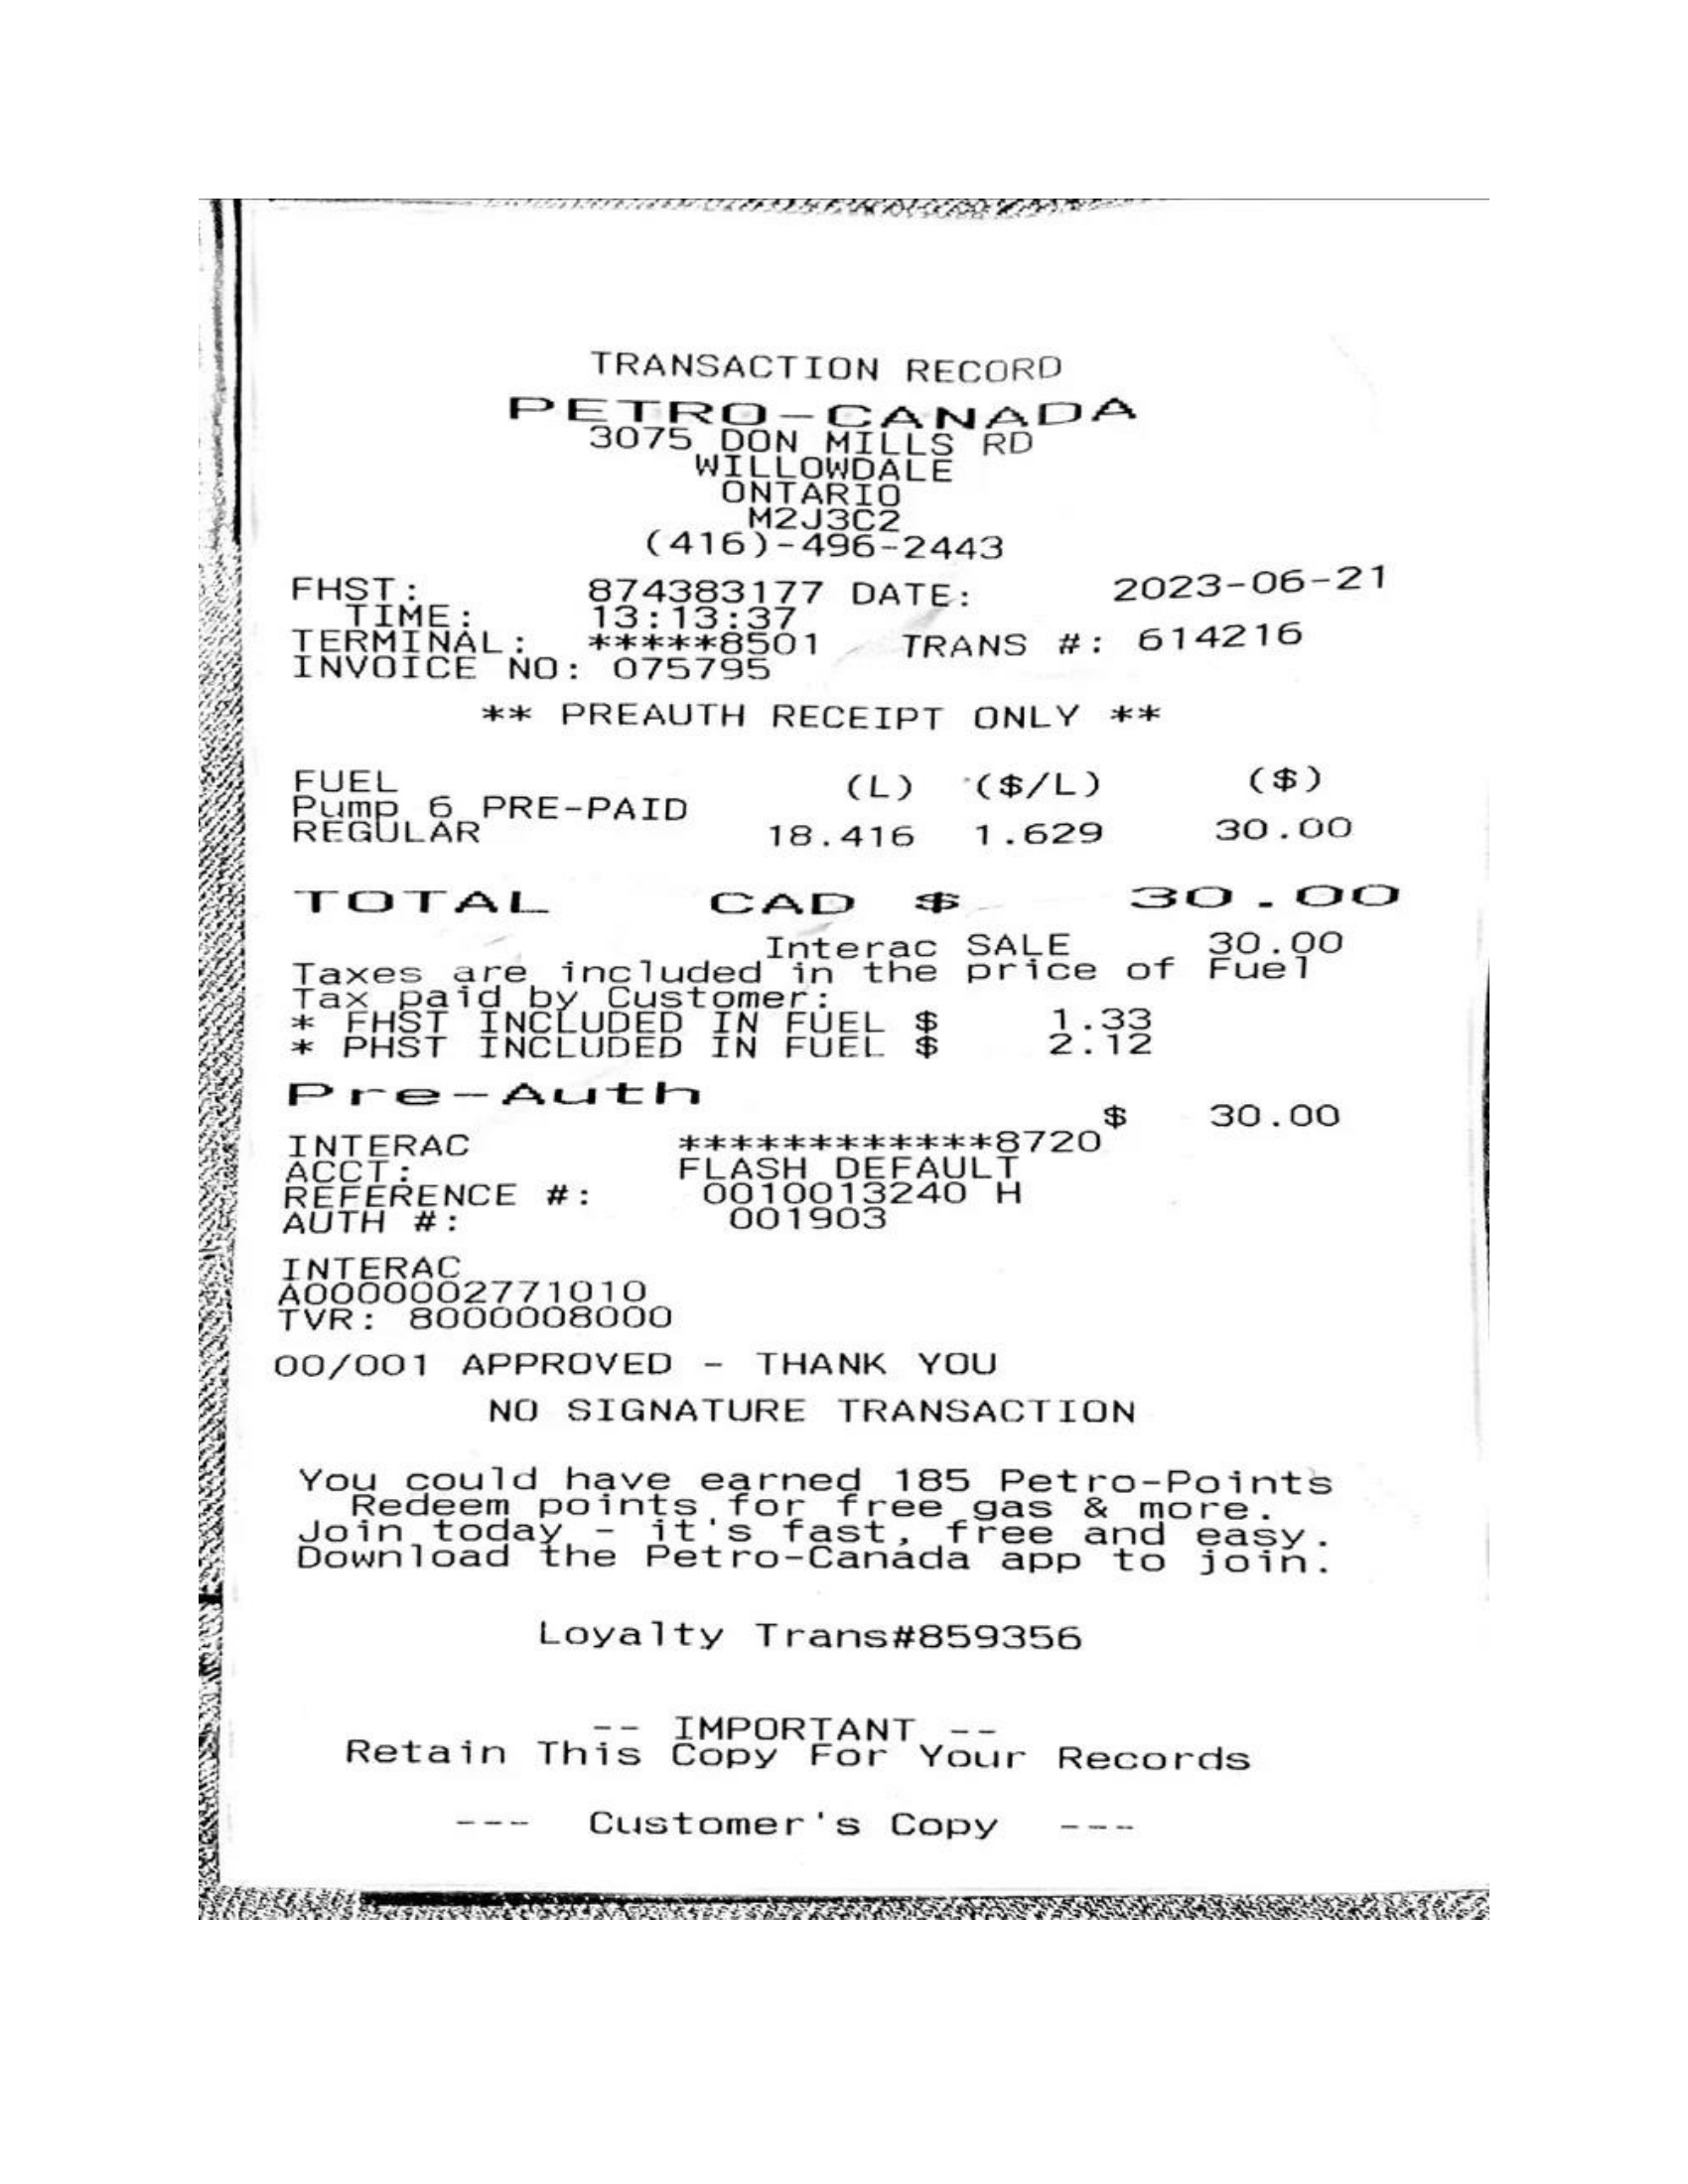 TRANSACTION RECORD
PETRO-CANADA
3075 DON MILLS RD
WILLOWDALE
ONTARIO
M2J3C2
(416)-496-2443
FHST: 874383177 DATE: 2023-06-21
TIME: 13:13:37
TERMINAL: *****8501 TRANS #: 614216
INVOICE NO: 075795
** PREAUTH RECEIPT ONLY **
FUEL (L) ($/L) ($)
Pump 6 PRE-PAID
REGULAR 18.416 1.629 30.00
TOTAL CAD $ 30.00
Interac SALE 30.00
Taxes are included in the price of Fuel
Tax paid by Customer:
* FHST INCLUDED IN FUEL $ 1.33
* PHST INCLUDED IN FUEL $ 2.12
Pre-Auth
$ 30.00
INTERAC ************8720
ACCT: FLASH DEFAULT
REFERENCE #: 0010013240 H
AUTH #: 001903
INTERAC
A0000002771010
TVR: 8000008000
00/001 APPROVED - THANK YOU
NO SIGNATURE TRANSACTION
You could have earned 185 Petro-Points
Redeem points for free gas & more.
Join today - it's fast, free and easy.
Download the Petro-Canada app to join.
Loyalty Trans#859356
-- IMPORTANT --
Retain This Copy For Your Records
--- Customer's Copy ---